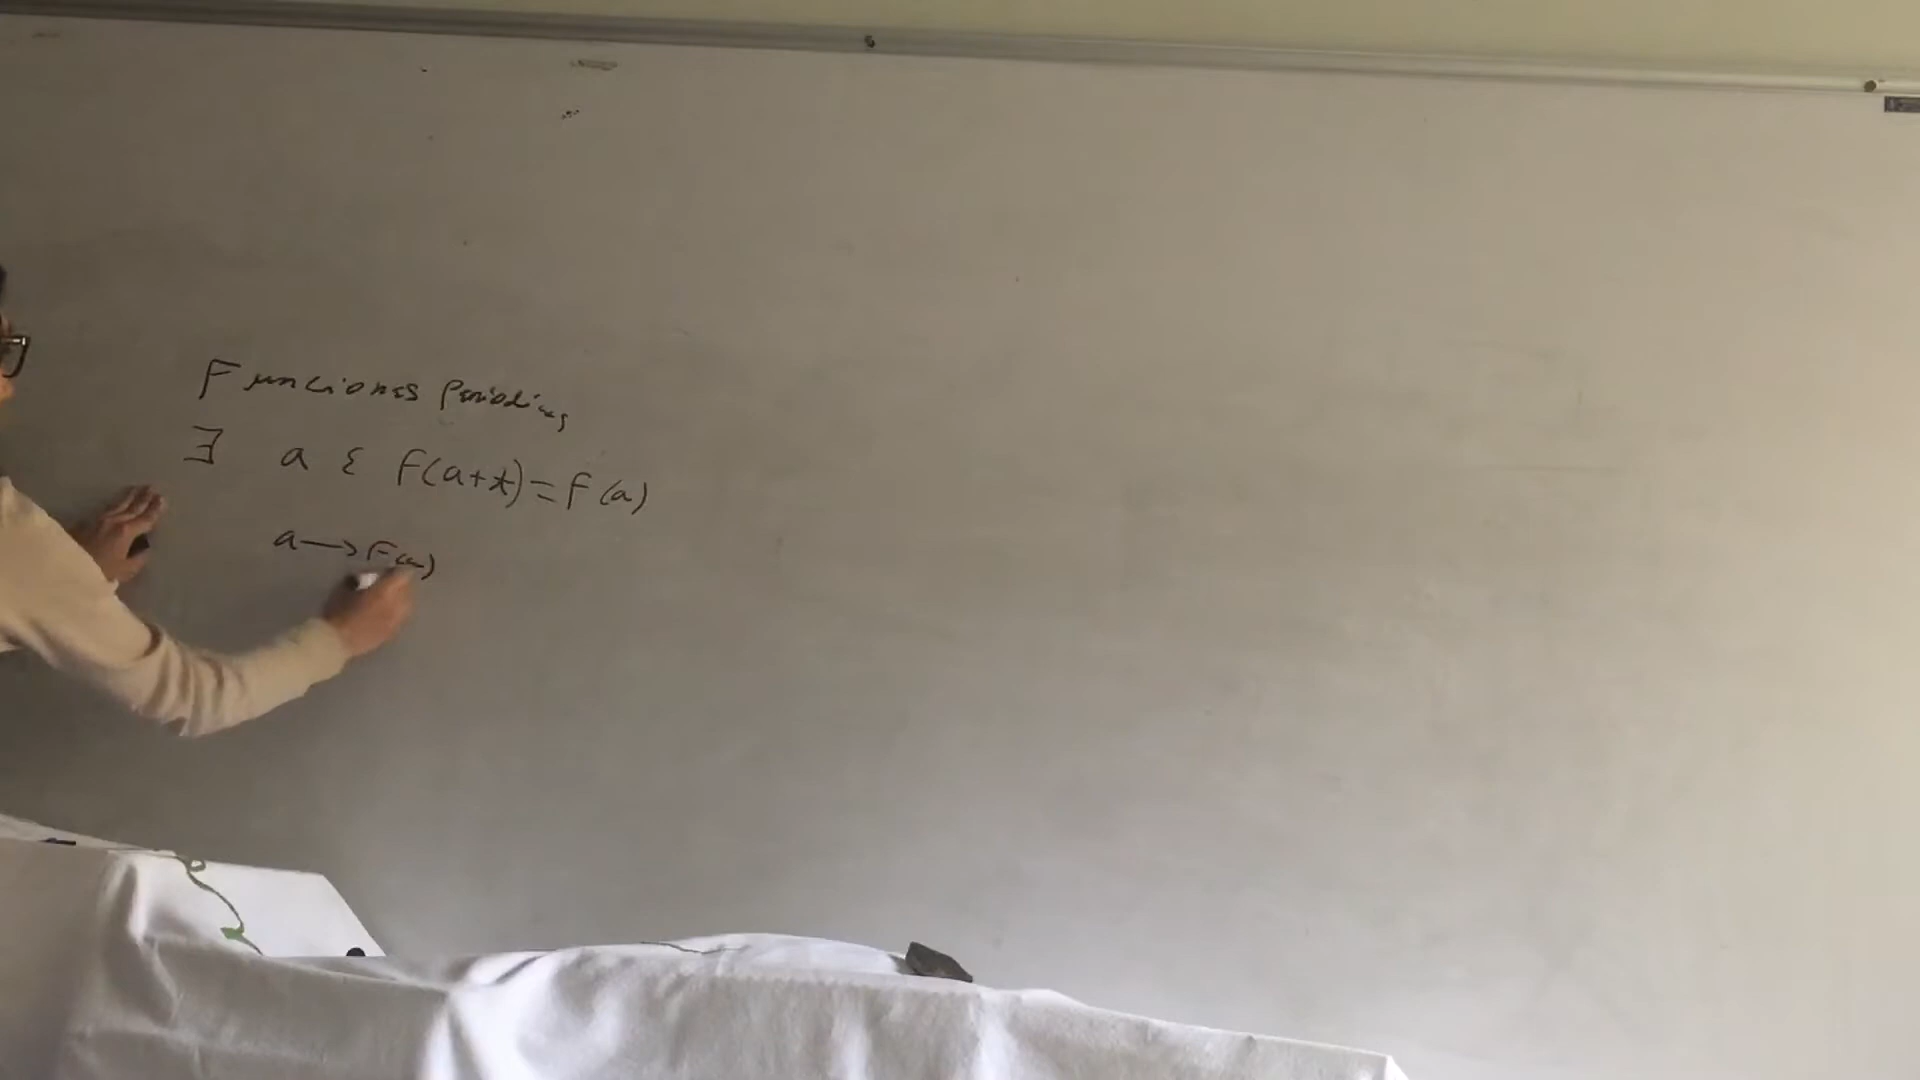 Funciones Periodicas
∃ a ε F(a+x)=F(a)
a→F(a)